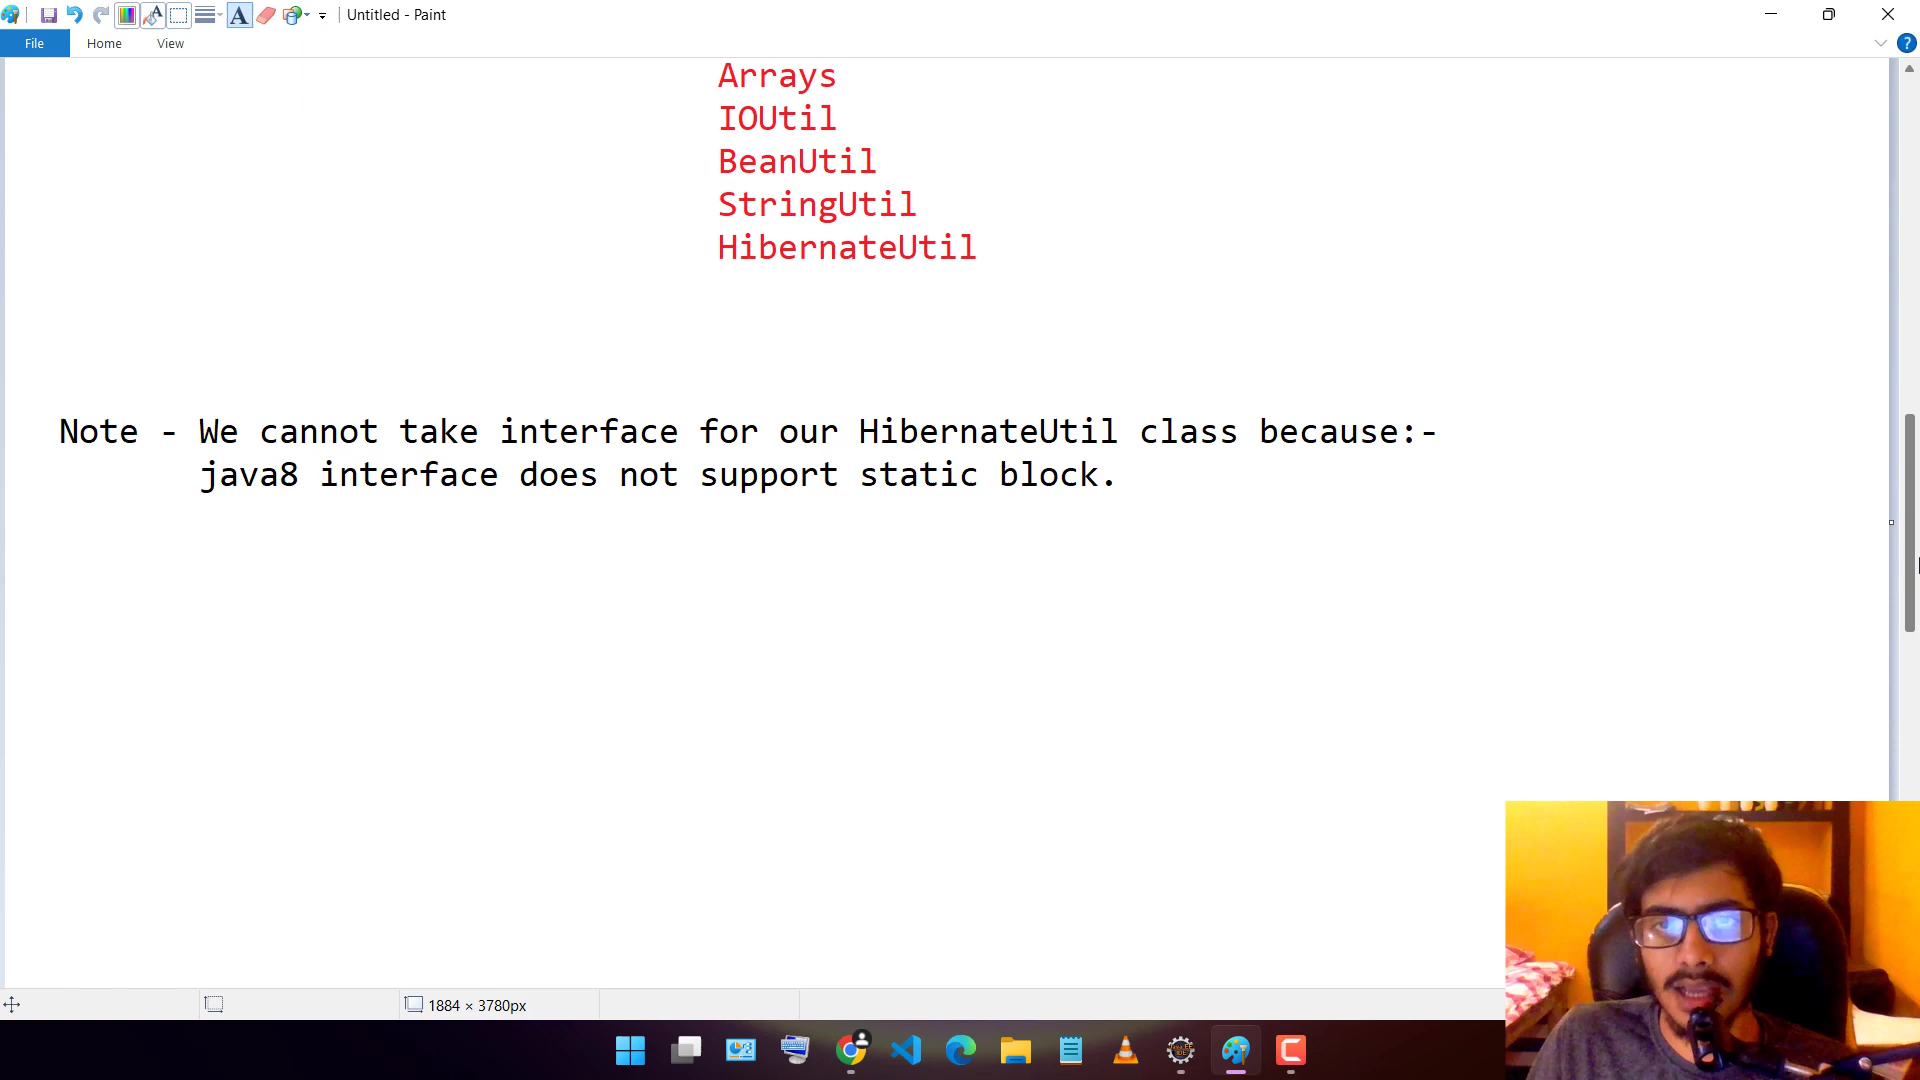 Untitled - Paint
File Home View
Arrays
IOUtil
BeanUtil
StringUtil
HibernateUtil
Note - We cannot take interface for our HibernateUtil class because:-
java8 interface does not support static block.
1884 × 3780px